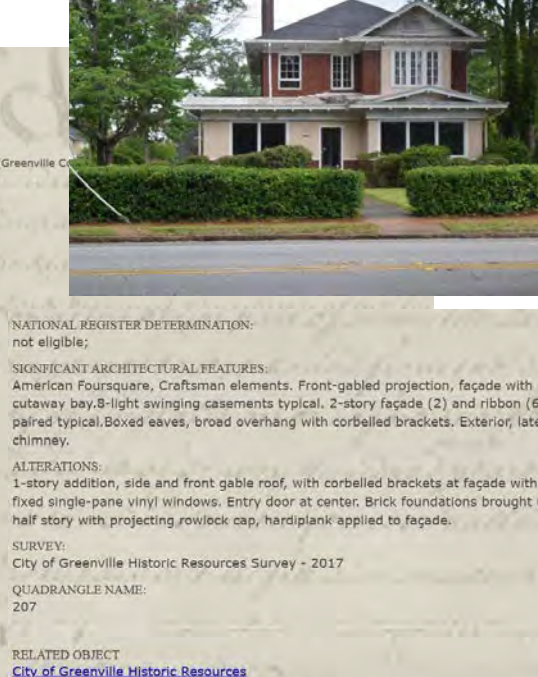 Greenville
NATIONAL REGISTER DETERMINATION:
not eligible;
SIGNFICANT ARCHITECTURAL FEATURES:
American Foursquare, Craftsman elements. Front-gabled projection, façade with
cutaway bay.8-light swinging casements typical. 2-story façade (2) and ribbon (6
paired typical.Boxed eaves, broad overhang with corbelled brackets. Exterior,
chimney.
ALTERATIONS:
1-story addition, side and front gable roof, with corbelled brackets at façade with
fixed single-pane vinyl windows. Entry door at center. Brick foundations brought
half story with projecting rowlock cap, hardiplank applied to façade.
SURVEY:
City of Greenville Historic Resources Survey - 2017
QUADRANGLE NAME:
207
RELATED OBJECT
City of Greenville Historic Resources